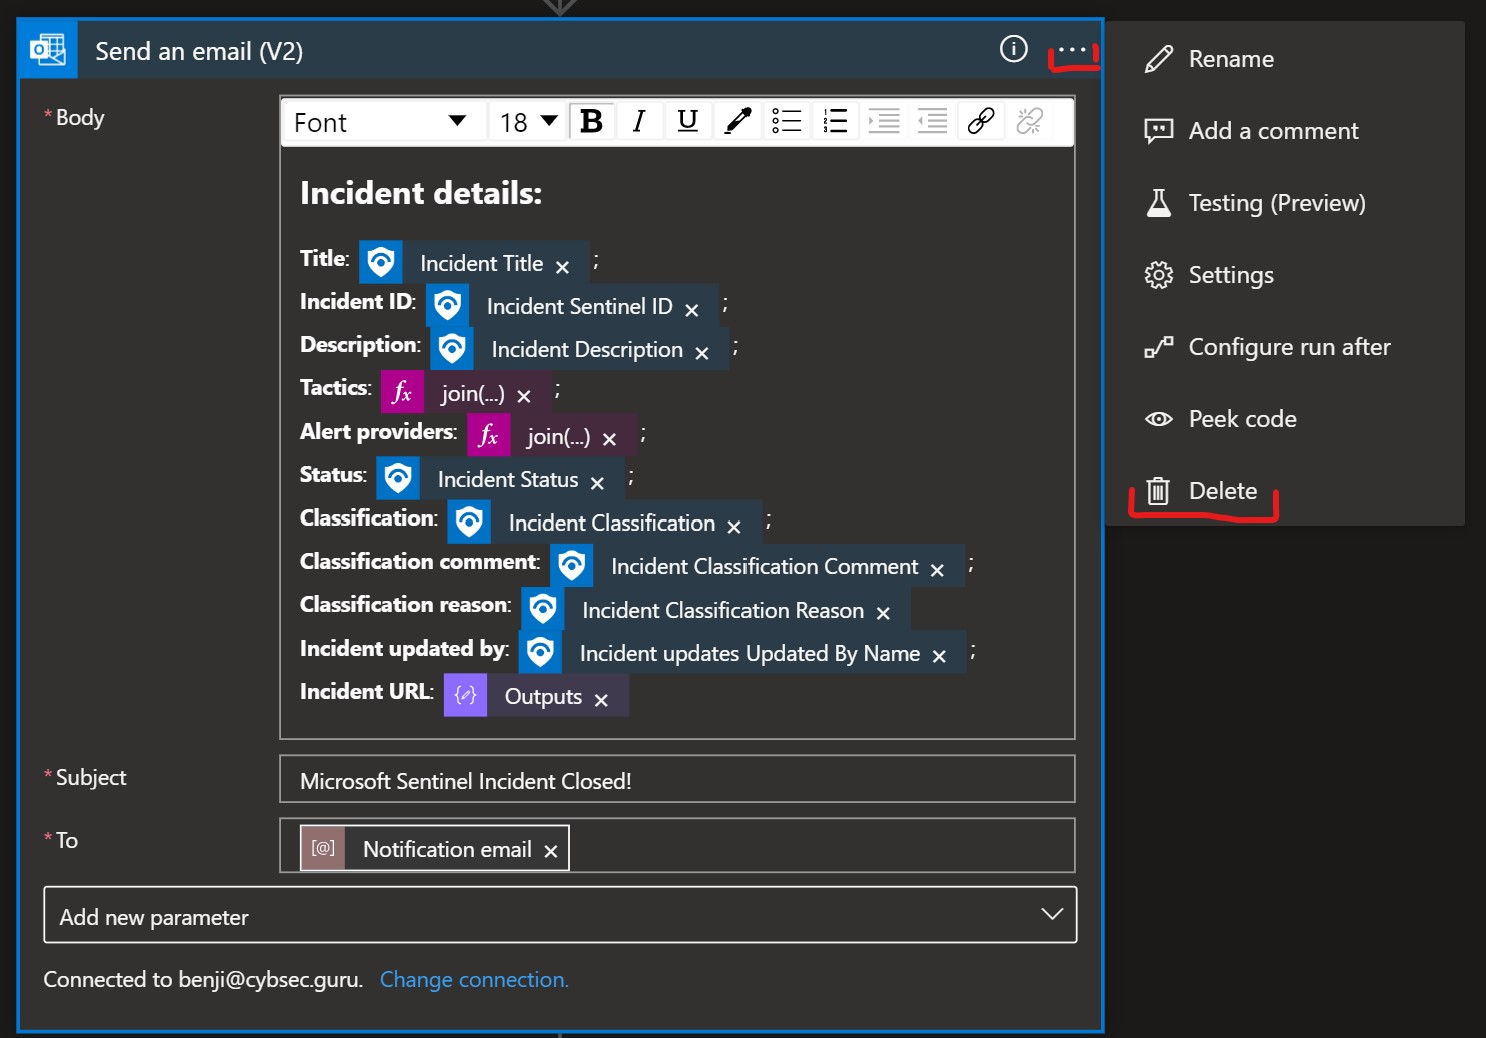 Send an email (V2)
* Body
Font 18 B I U
Incident details:
Title: Incident Title × ;
Incident ID: Incident Sentinel ID × ;
Description: Incident Description × ;
Tactics: fx join(...) × ;
Alert providers: fx join(...) × ;
Status: Incident Status × ;
Classification: Incident Classification × ;
Classification comment: Incident Classification Comment × ;
Classification reason: Incident Classification Reason ×
Incident updated by: Incident updates Updated By Name × ;
Incident URL: Outputs ×
* Subject
Microsoft Sentinel Incident Closed!
* To
[@] Notification email ×
Add new parameter
Connected to benji@cybsec.guru. Change connection.
Rename
Add a comment
Testing (Preview)
Settings
Configure run after
Peek code
Delete